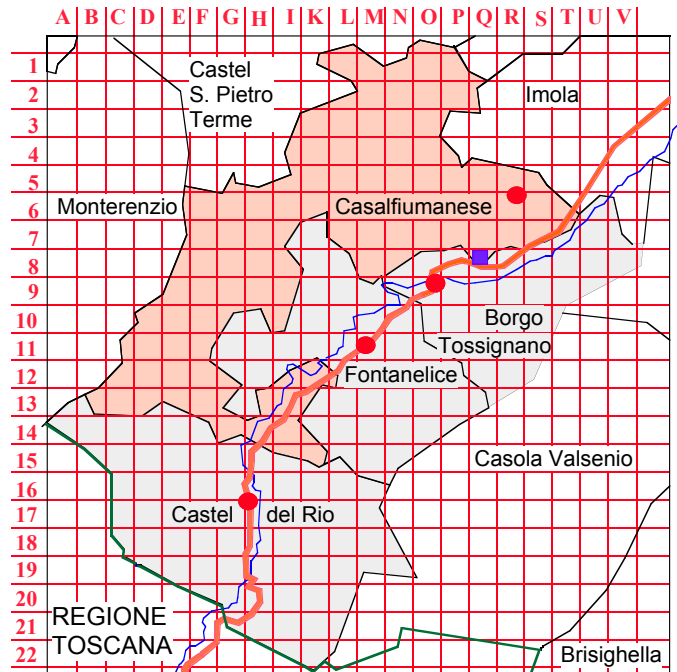 A B C D E F G H I K L M N O P Q R S T U V
1
Castel
S. Pietro
Terme
2
Imola
3
4
5
6
Monterenzio
Casalfiumanese
7
8
9
10
Borgo
11
Tossignano
12
Fontanelice
13
14
15
Casola Valsenio
16
17
Castel del Rio
18
19
20
REGIONE
TOSCANA
21
22
Brisighella